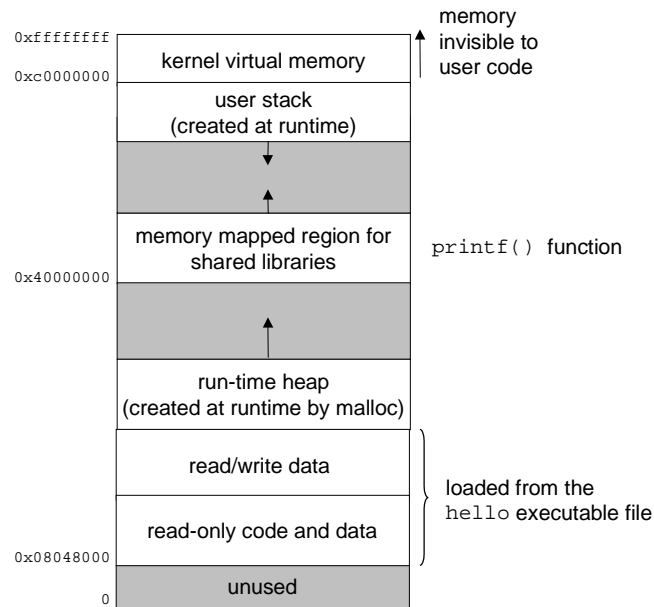 0xffffffff
memory
invisible to
user code
kernel virtual memory
0xc0000000
user stack
(created at runtime)
memory mapped region for
shared libraries
printf() function
0x40000000
run-time heap
(created at runtime by malloc)
read/write data
loaded from the
hello executable file
read-only code and data
0x08048000
unused
0